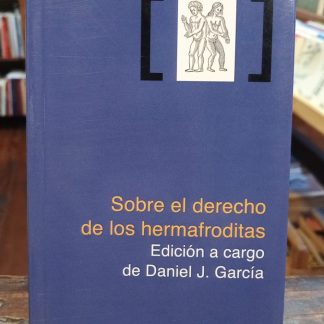 [ ]
Sobre el derecho
de los hermafroditas
Edición a cargo
de Daniel J. García